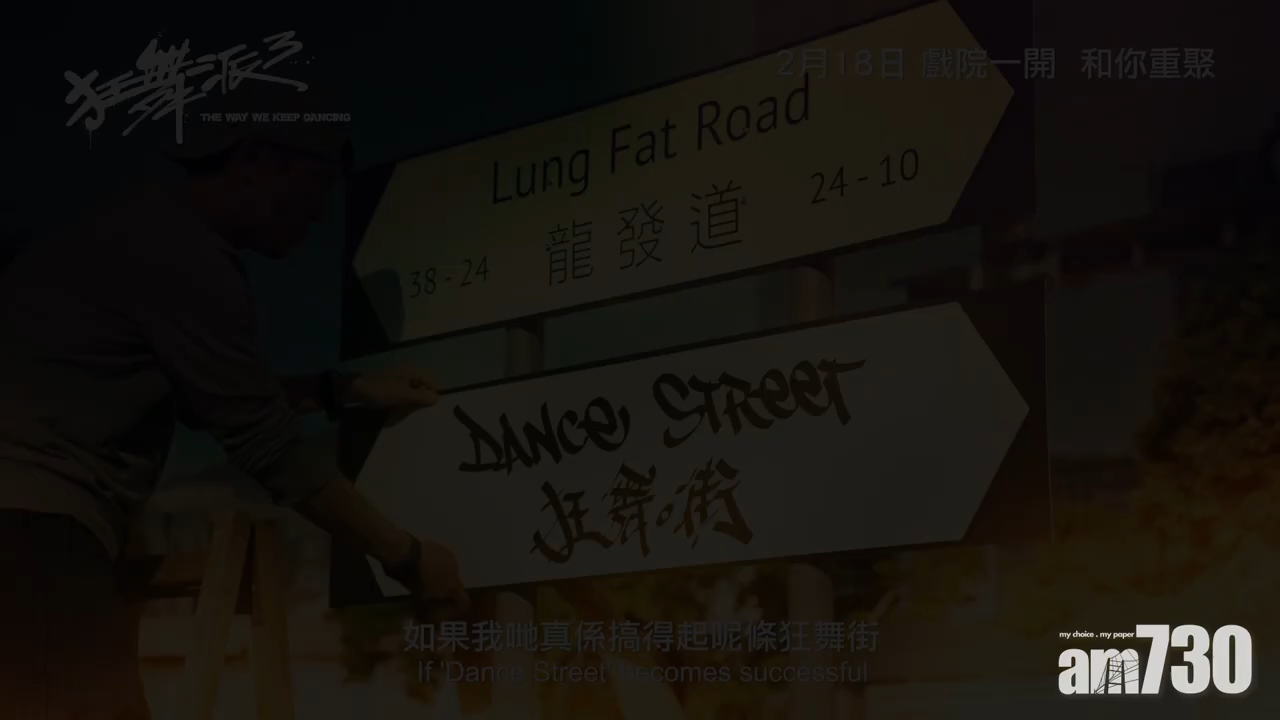 狂舞派3
THE WAY WE KEEP DANCING
2月18日 戲院一開 和你重聚
Lung Fat Road
龍發道
38 - 24
24 - 10
DANCE STREET
狂舞街
如果我哋真係搞得起呢條狂舞街
If 'Dance Street' becomes successful
my choice . my paper
am730